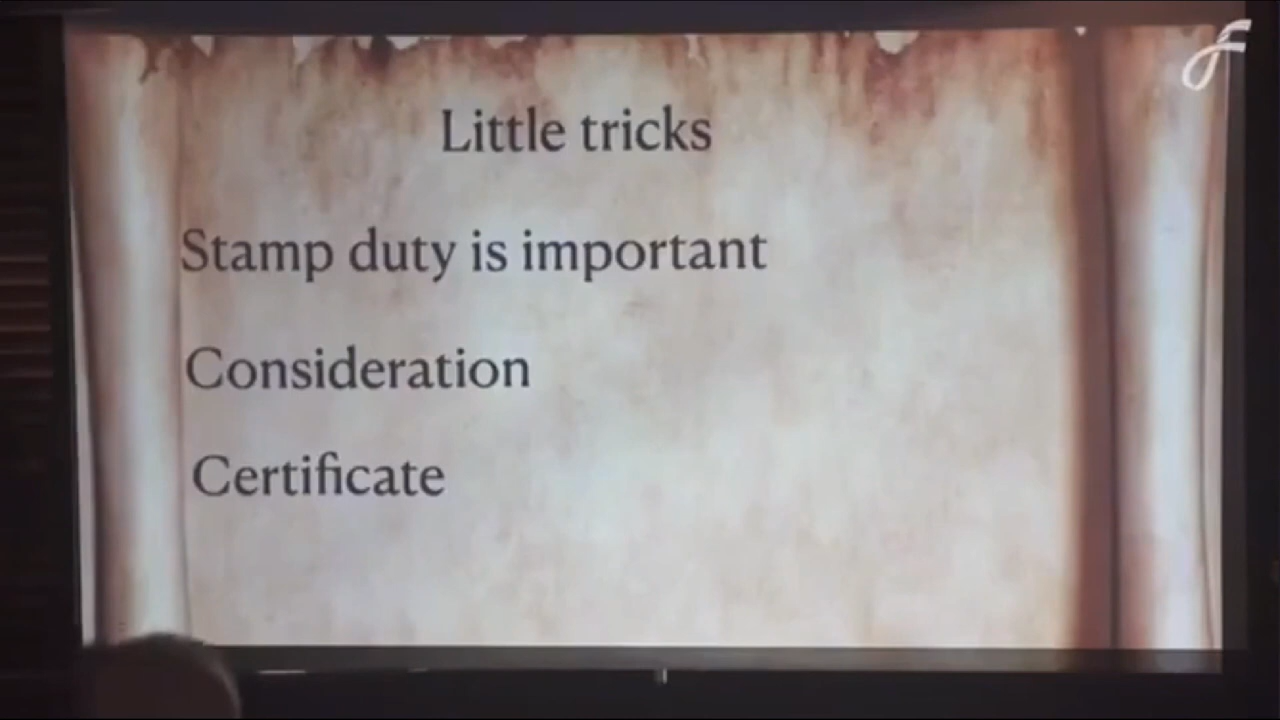 Little tricks
Stamp duty is important
Consideration
Certificate